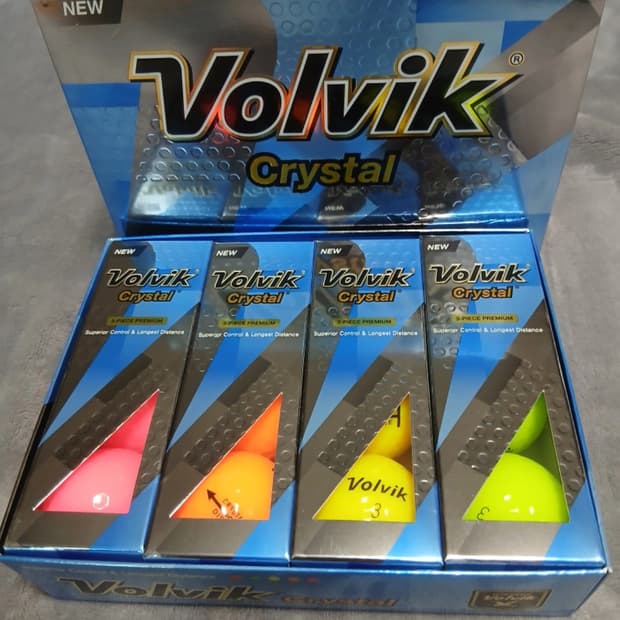 NEW
Volvik®
Crystal
NEW
Volvik
Crystal
3-PIECE PREMIUM
Superior Control & Longest Distance
NEW
Volvik
Crystal
3-PIECE PREMIUM
Superior Control & Longest Distance
NEW
Volvik
Crystal
3-PIECE PREMIUM
Superior Control & Longest Distance
NEW
Volvik
Crystal
3-PIECE PREMIUM
Superior Control & Longest Distance
Volvik
3
3
Volvik Crystal
Volvik